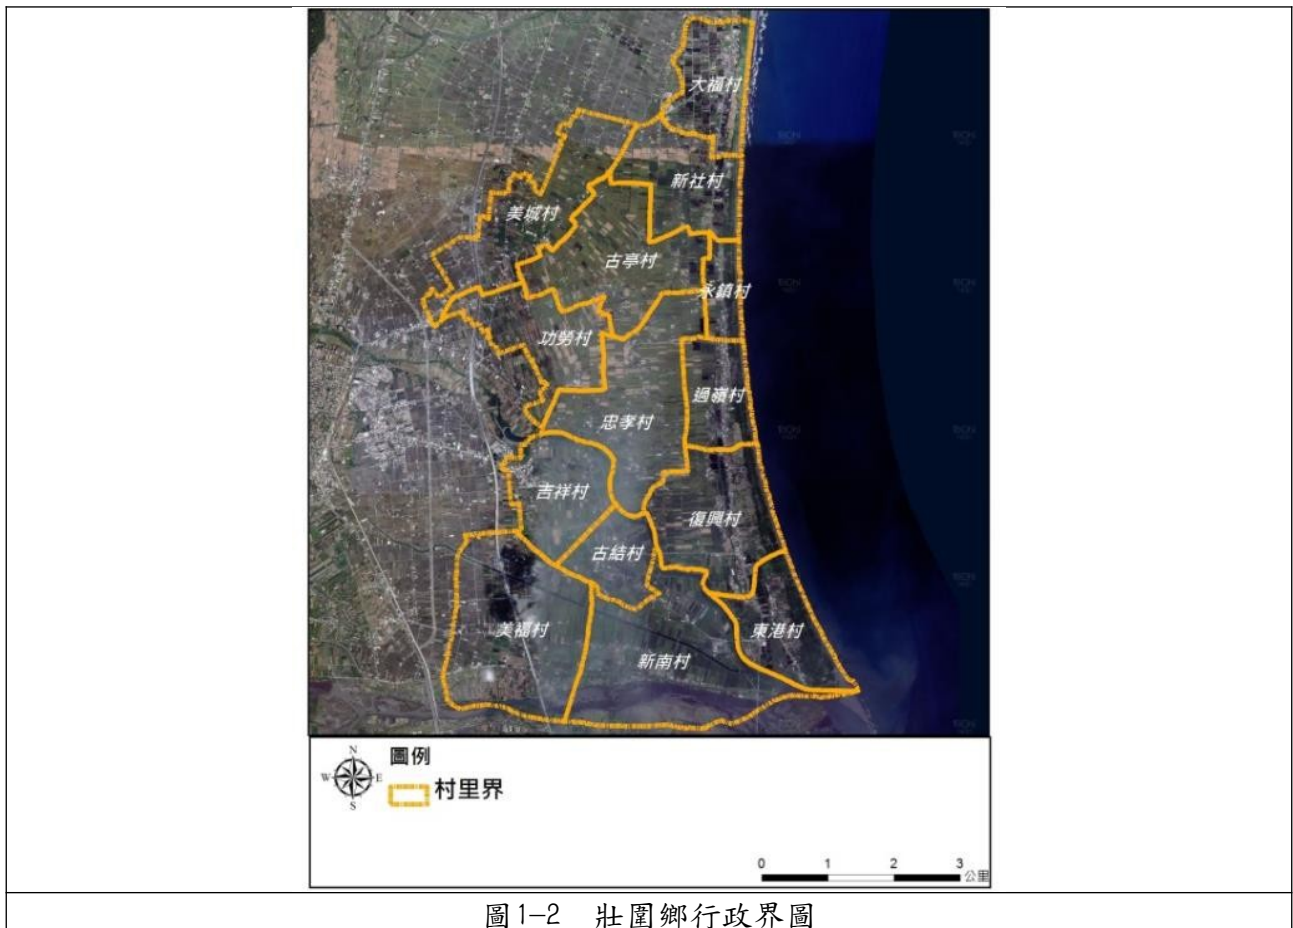 大福村
新社村
美城村
古亭村
永鎮村
功勞村
過嶺村
忠孝村
吉祥村
復興村
古結村
美福村
東港村
新南村
N
W E
S
圖例
村里界
0 1 2 3
公里
圖1-2 壯圍鄉行政界圖